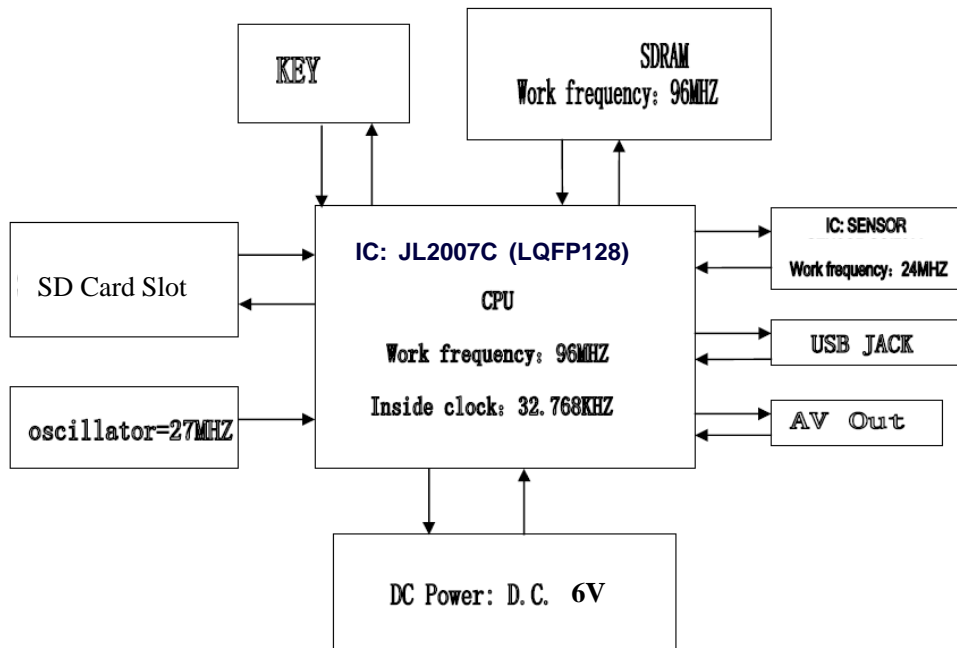 KEY
SDRAM
Work frequency: 96MHZ
IC: JL2007C (LQFP128)
CPU
Work frequency: 96MHZ
Inside clock: 32.768KHZ
SD Card Slot
oscillator=27MHZ
IC: SENSOR
Work frequency: 24MHZ
USB JACK
AV Out
DC Power: D.C. 6V